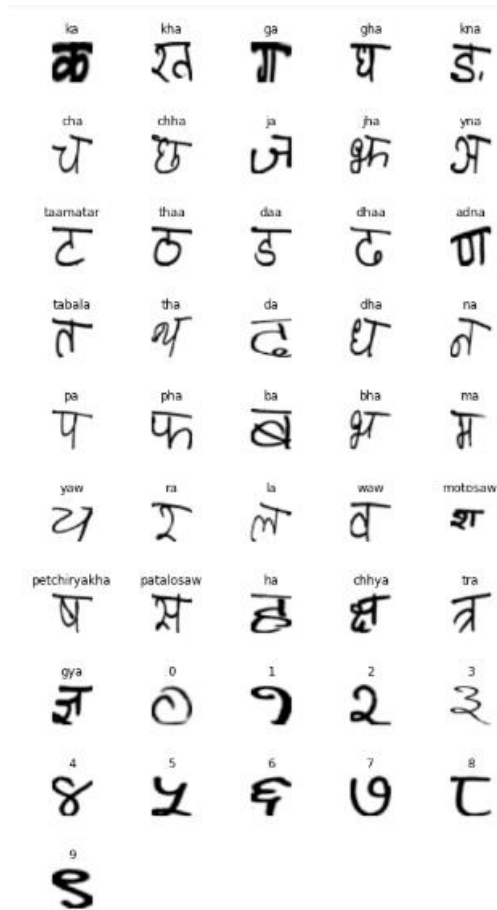 ka kha ga gha kna
क ख ग घ ङ
cha chha ja jha yna
च छ ज झ ञ
taamatar thaa daa dhaa adna
ट ठ ड ढ ण
tabala tha da dha na
त थ द ध न
pa pha ba bha ma
प फ ब भ म
yaw ra la waw motosaw
य र ल व श
petchiryakha patalosaw ha chhya tra
ष स ह क्ष त्र
gya 0 1 2 3
ज्ञ ० १ २ ३
4 5 6 7 8
४ ५ ६ ७ ८
9
९